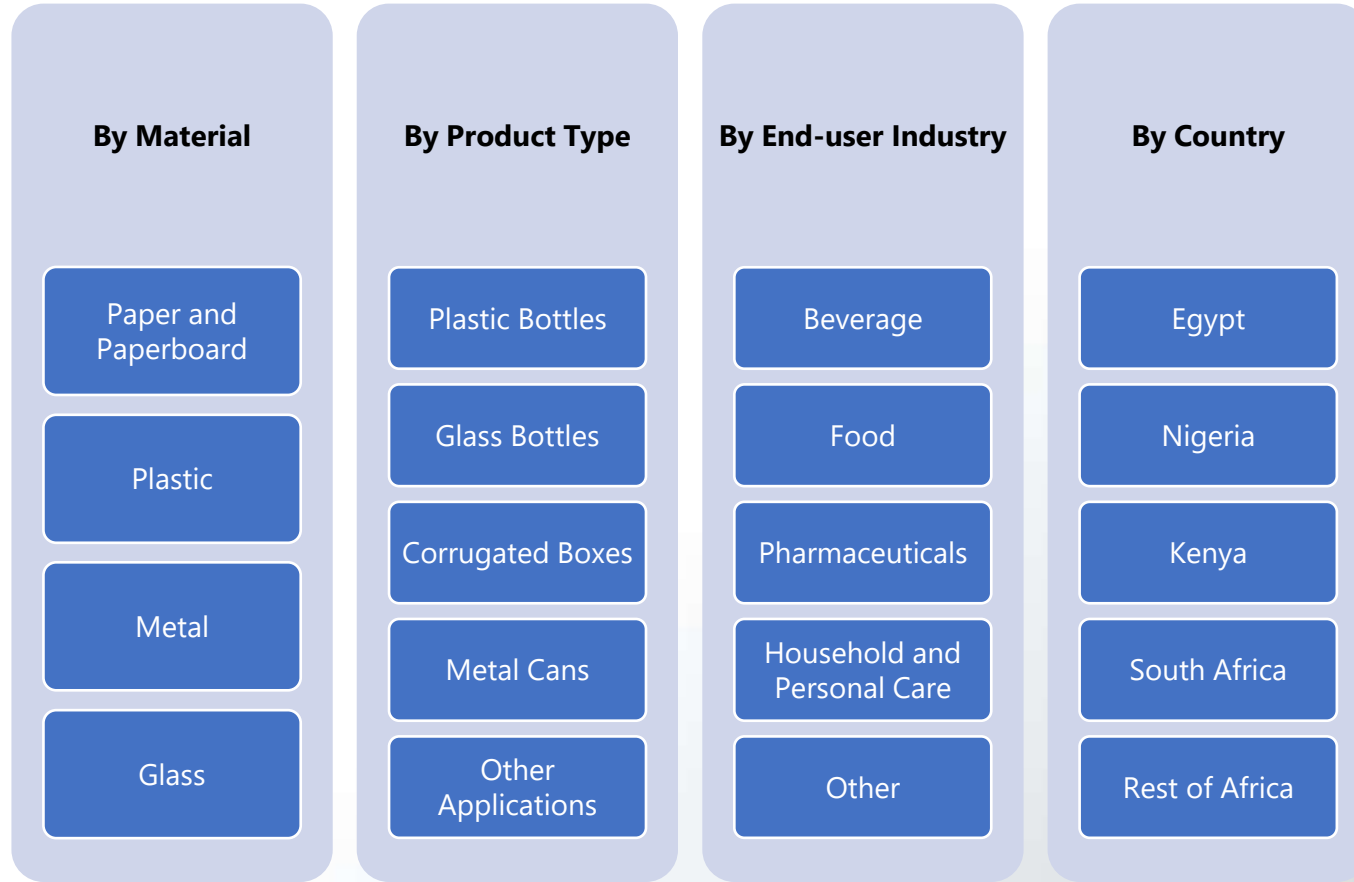 By Material
Paper and
Paperboard
Plastic
Metal
Glass
By Product Type
Plastic Bottles
Glass Bottles
Corrugated Boxes
Metal Cans
Other
Applications
By End-user Industry
Beverage
Food
Pharmaceuticals
Household and
Personal Care
Other
By Country
Egypt
Nigeria
Kenya
South Africa
Rest of Africa